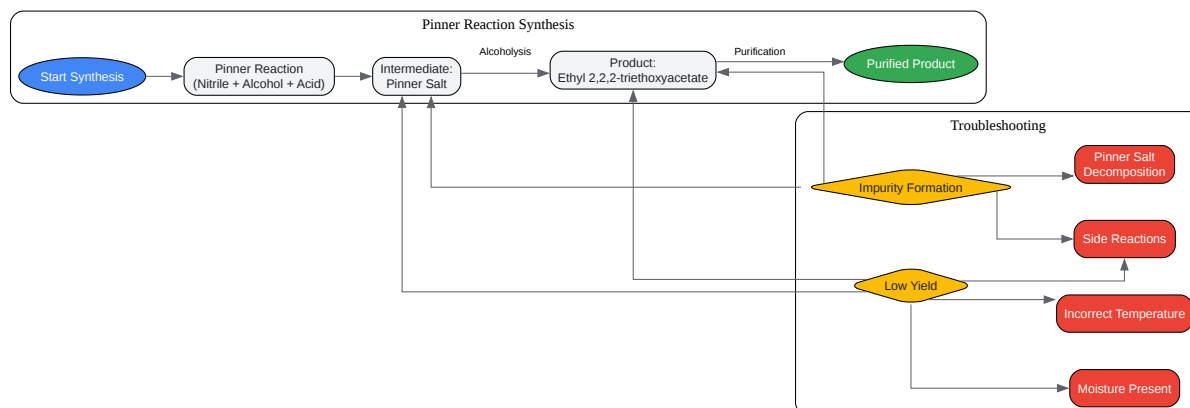 Pinner Reaction Synthesis
Start Synthesis
Pinner Reaction
(Nitrile + Alcohol + Acid)
Intermediate:
Pinner Salt
Alcoholysis
Product:
Ethyl 2,2,2-triethoxyacetate
Purification
Purified Product
Troubleshooting
Impurity Formation
Pinner Salt
Decomposition
Side Reactions
Low Yield
Incorrect Temperature
Moisture Present